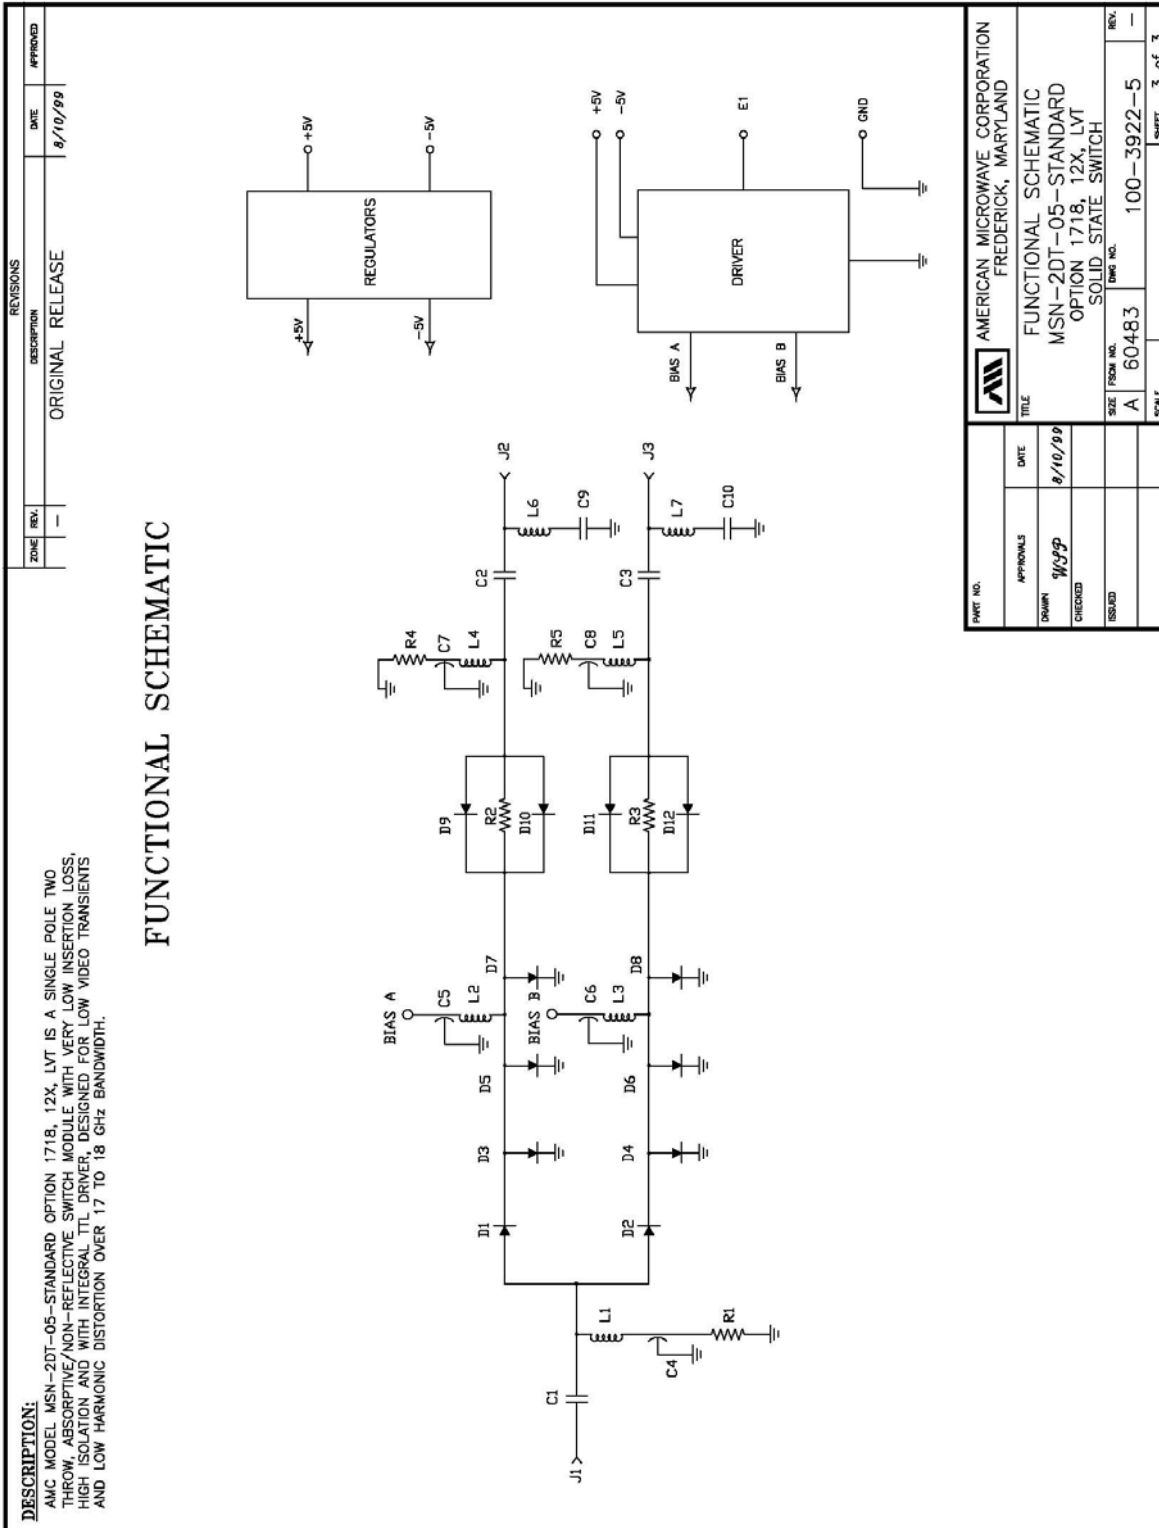 DESCRIPTION:
AMC MODEL MSN-2DT-05-STANDARD OPTION 1718, 12X, LVT IS A SINGLE POLE TWO
THROW, ABSORPTIVE/NON-REFLECTIVE SWITCH MODULE WITH VERY LOW INSERTION LOSS,
HIGH ISOLATION AND WITH INTEGRAL TTL DRIVER, DESIGNED FOR LOW VIDEO TRANSIENTS
AND LOW HARMONIC DISTORTION OVER 17 TO 18 GHz BANDWIDTH.
REVISIONS
ZONE REV. DESCRIPTION DATE APPROVED
— ORIGINAL RELEASE 8/10/99
FUNCTIONAL SCHEMATIC
+5V +5V
REGULATORS
-5V -5V
+5V
-5V
BIAS A
DRIVER
E1
BIAS B
GND
J1
C1
L1
C4
R1
D1
D3
D5
BIAS A
C5
L2
D7
D9
R2
D10
R4
C7
L4
C2
L6
C9
J2
D2
D4
D6
BIAS B
C6
L3
D8
D11
R3
D12
R5
C8
L5
C3
L7
C10
J3
PART NO.
APPROVALS DATE
DRAWN WSP 8/10/99
CHECKED
ISSUED
AMERICAN MICROWAVE CORPORATION
FREDERICK, MARYLAND
TITLE
FUNCTIONAL SCHEMATIC
MSN-2DT-05-STANDARD
OPTION 1718, 12X, LVT
SOLID STATE SWITCH
SIZE FSCM NO. DWG NO. REV.
A 60483 100-3922-5 —
SCALE SHEET 3 of 3